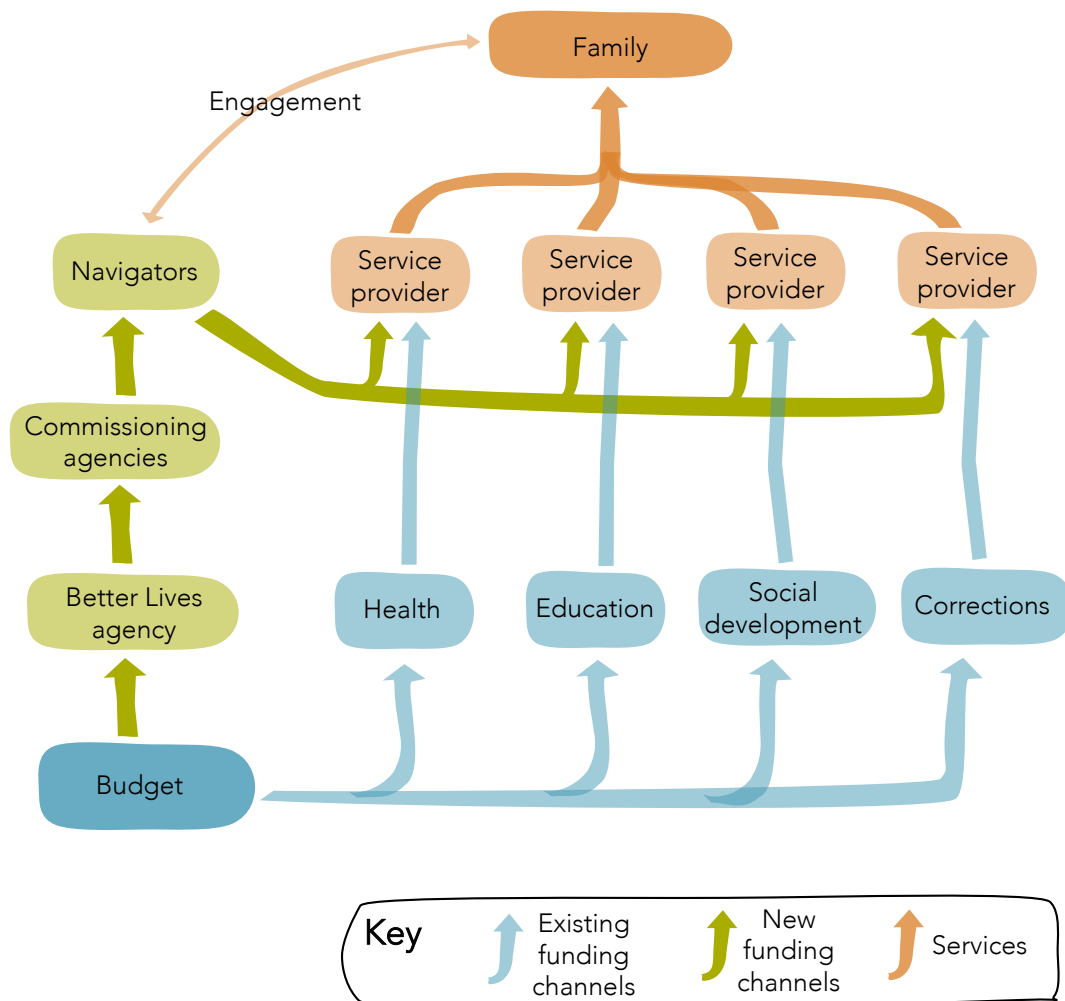 Family
Engagement
Navigators
Service
provider
Service
provider
Service
provider
Service
provider
Commissioning
agencies
Better Lives
agency
Health
Education
Social
development
Corrections
Budget
Key
Existing
funding
channels
New
funding
channels
Services